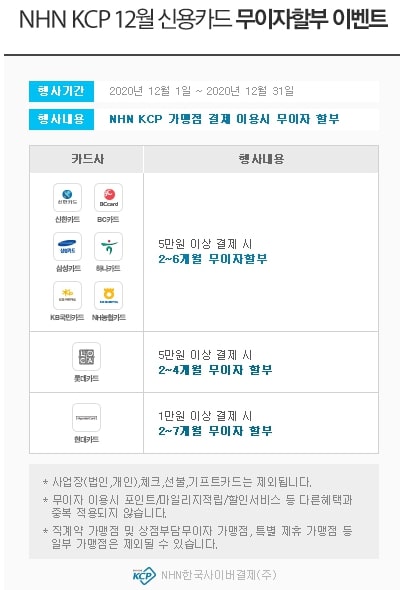 NHN KCP 12월 신용카드 무이자할부 이벤트
행사기간 2020년 12월 1일 ~ 2020년 12월 31일
행사내용 NHN KCP 가맹점 결제 이용시 무이자 할부
카드사 행사내용
신한카드 BCcard
신한카드 BC카드
삼성카드
삼성카드 하나카드
KB국민카드 NH농협카드
5만원 이상 결제 시
2~6개월 무이자할부
LOCA
롯데카드
5만원 이상 결제 시
2~4개월 무이자 할부
현대카드
1만원 이상 결제 시
2~7개월 무이자 할부
* 사업장(법인,개인),체크,선불,기프트카드는 제외됩니다.
* 무이자 이용시 포인트/마일리지적립/할인서비스 등 다른혜택과
중복 적용되지 않습니다.
* 직계약 가맹점 및 상점부담무이자 가맹점, 특별 제휴 가맹점 등
일부 가맹점은 제외될 수 있습니다.
KCP NHN한국사이버결제(주)